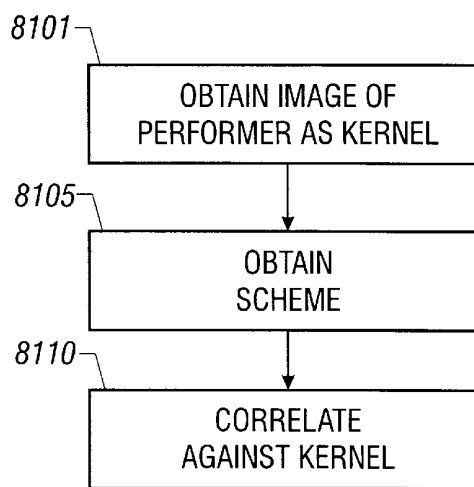 8101
OBTAIN IMAGE OF
PERFORMER AS KERNEL
8105
OBTAIN
SCHEME
8110
CORRELATE
AGAINST KERNEL